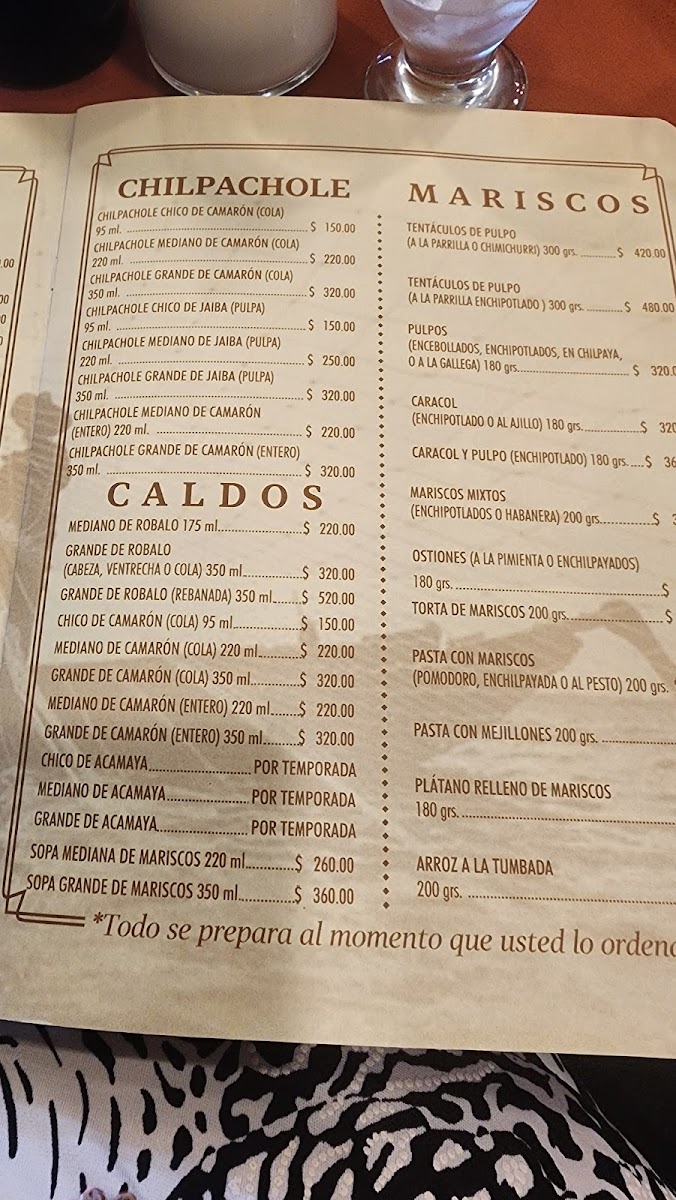 CHILPACHOLE
CHILPACHOLE CHICO DE CAMARÓN (COLA)
95 ml. $ 150.00
CHILPACHOLE MEDIANO DE CAMARÓN (COLA)
220 ml. $ 220.00
CHILPACHOLE GRANDE DE CAMARÓN (COLA)
350 ml. $ 320.00
CHILPACHOLE CHICO DE JAIBA (PULPA)
95 ml. $ 150.00
CHILPACHOLE MEDIANO DE JAIBA (PULPA)
220 ml. $ 250.00
CHILPACHOLE GRANDE DE JAIBA (PULPA)
350 ml. $ 320.00
CHILPACHOLE MEDIANO DE CAMARÓN
(ENTERO) 220 ml. $ 220.00
CHILPACHOLE GRANDE DE CAMARÓN (ENTERO)
350 ml. $ 320.00
CALDOS
MEDIANO DE ROBALO 175 ml. $ 220.00
GRANDE DE ROBALO
(CABEZA, VENTRECHA O COLA) 350 ml. $ 320.00
GRANDE DE ROBALO (REBANADA) 350 ml. $ 520.00
CHICO DE CAMARÓN (COLA) 95 ml. $ 150.00
MEDIANO DE CAMARÓN (COLA) 220 ml. $ 220.00
GRANDE DE CAMARÓN (COLA) 350 ml. $ 320.00
MEDIANO DE CAMARÓN (ENTERO) 220 ml. $ 220.00
GRANDE DE CAMARÓN (ENTERO) 350 ml. $ 320.00
CHICO DE ACAMAYA POR TEMPORADA
MEDIANO DE ACAMAYA POR TEMPORADA
GRANDE DE ACAMAYA POR TEMPORADA
SOPA MEDIANA DE MARISCOS 220 ml. $ 260.00
SOPA GRANDE DE MARISCOS 350 ml. $ 360.00
MARISCOS
TENTÁCULOS DE PULPO
(A LA PARRILLA O CHIMICHURRI) 300 grs. $ 420.00
TENTÁCULOS DE PULPO
(A LA PARRILLA ENCHIPOTLADO ) 300 grs. $ 480.00
PULPOS
(ENCEBOLLADOS, ENCHIPOTLADOS, EN CHILPAYA,
O A LA GALLEGA) 180 grs. $ 320.0
CARACOL
(ENCHIPOTLADO O AL AJILLO) 180 grs. $ 320
CARACOL Y PULPO (ENCHIPOTLADO) 180 grs. $ 36
MARISCOS MIXTOS
(ENCHIPOTLADOS O HABANERA) 200 grs. $
OSTIONES (A LA PIMIENTA O ENCHILPAYADOS)
180 grs. $
TORTA DE MARISCOS 200 grs. $
PASTA CON MARISCOS
(POMODORO, ENCHILPAYADA O AL PESTO) 200 grs.
PASTA CON MEJILLONES 200 grs.
PLÁTANO RELLENO DE MARISCOS
180 grs.
ARROZ A LA TUMBADA
200 grs.
*Todo se prepara al momento que usted lo ordena